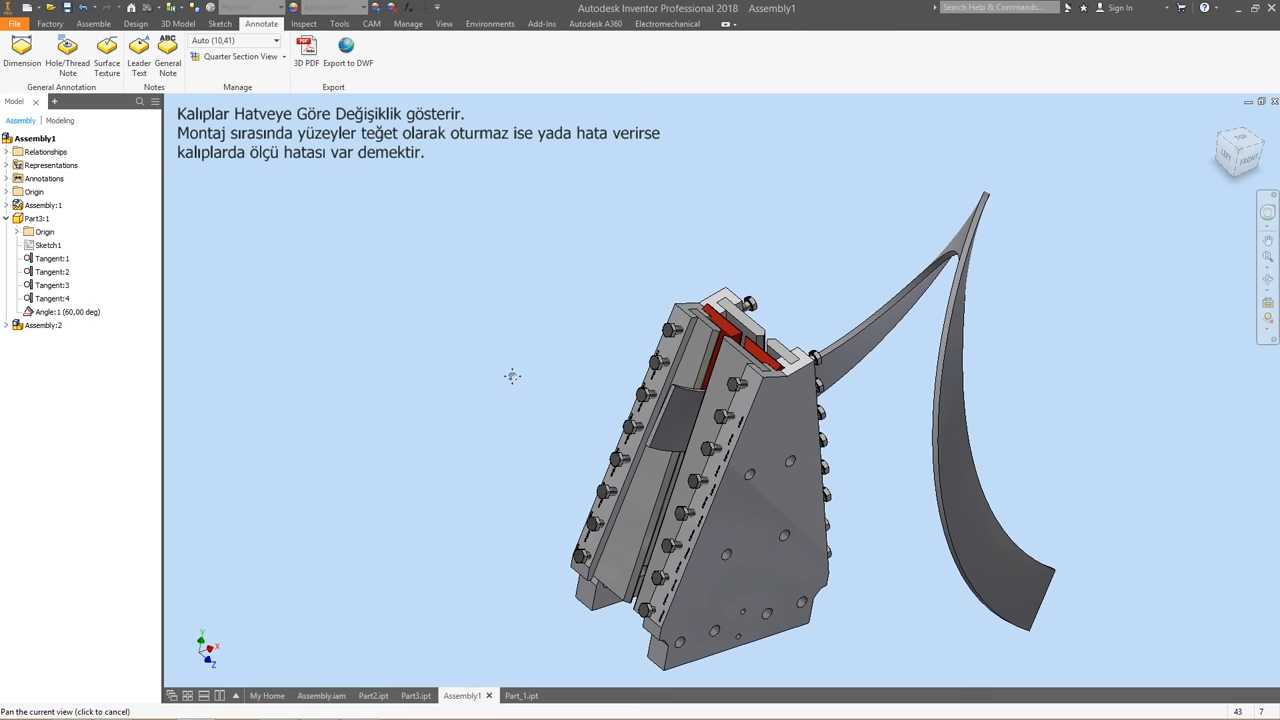 Autodesk Inventor Professional 2018   Assembly1
Search Help & Commands...
Sign In
File Factory Assemble Design 3D Model Sketch Annotate Inspect Tools CAM Manage View Environments Add-Ins Autodesk A360 Electromechanical
Auto (10,41)
Quarter Section View
Dimension
Hole/Thread Note
Surface Texture
Leader Text
General Note
3D PDF
Export to DWF
General Annotation
Notes
Manage
Export
Model
Assembly Modeling
Assembly1
Relationships
Representations
Annotations
Origin
Assembly:1
Part3:1
Origin
Sketch1
Tangent:1
Tangent:2
Tangent:3
Tangent:4
Angle:1 (60,00 deg)
Assembly:2
Kalıplar Hatveye Göre Değişiklik gösterir.
Montaj sırasında yüzeyler teğet olarak oturmaz ise yada hata verirse
kalıplarda ölçü hatası var demektir.
FRONT
Y
X
Z
My Home Assembly.iam Part2.ipt Part3.ipt Assembly1 Part_1.ipt
Pan the current view (click to cancel)
43 7